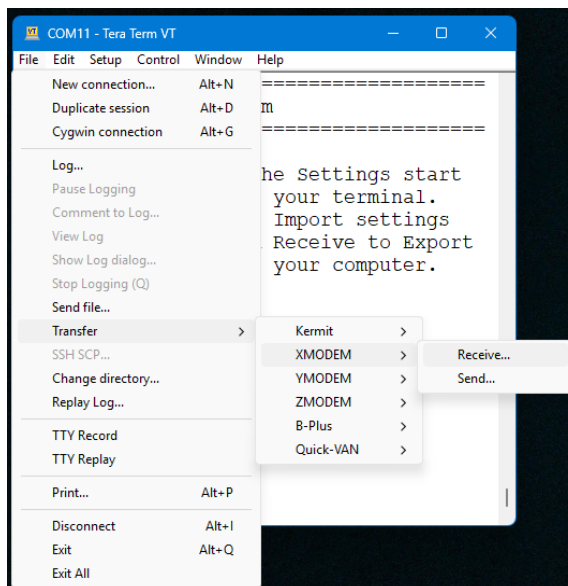 COM11 - Tera Term VT
File Edit Setup Control Window Help
New connection... Alt+N
Duplicate session Alt+D
Cygwin connection Alt+G
Log...
Pause Logging
Comment to Log...
View Log
Show Log dialog...
Stop Logging (Q)
Send file...
Transfer
SSH SCP...
Change directory...
Replay Log...
TTY Record
TTY Replay
Print... Alt+P
Disconnect Alt+I
Exit Alt+Q
Exit All
Kermit
XMODEM
YMODEM
ZMODEM
B-Plus
Quick-VAN
Receive...
Send...
===================
m
===================
he Settings start
your terminal.
Import settings
Receive to Export
your computer.